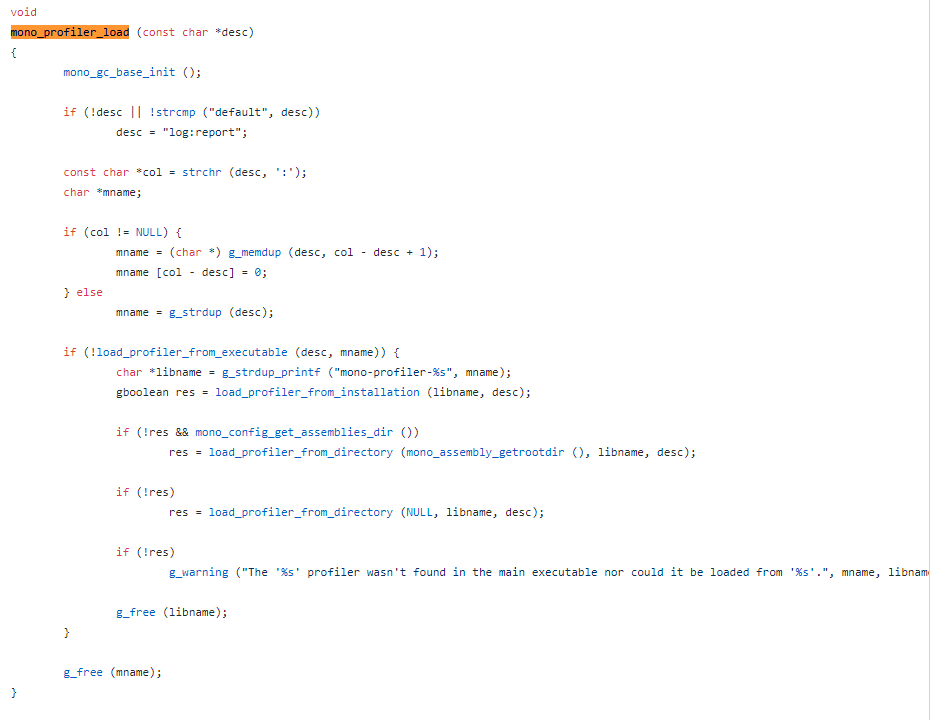 void
mono_profiler_load (const char *desc)
{
mono_gc_base_init ();
if (!desc || !strcmp ("default", desc))
desc = "log:report";
const char *col = strchr (desc, ':');
char *mname;
if (col != NULL) {
mname = (char *) g_memdup (desc, col - desc + 1);
mname [col - desc] = 0;
} else
mname = g_strdup (desc);
if (!load_profiler_from_executable (desc, mname)) {
char *libname = g_strdup_printf ("mono-profiler-%s", mname);
gboolean res = load_profiler_from_installation (libname, desc);
if (!res && mono_config_get_assemblies_dir ())
res = load_profiler_from_directory (mono_assembly_getrootdir (), libname, desc);
if (!res)
res = load_profiler_from_directory (NULL, libname, desc);
if (!res)
g_warning ("The '%s' profiler wasn't found in the main executable nor could it be loaded from '%s'.", mname, libnam
g_free (libname);
}
g_free (mname);
}